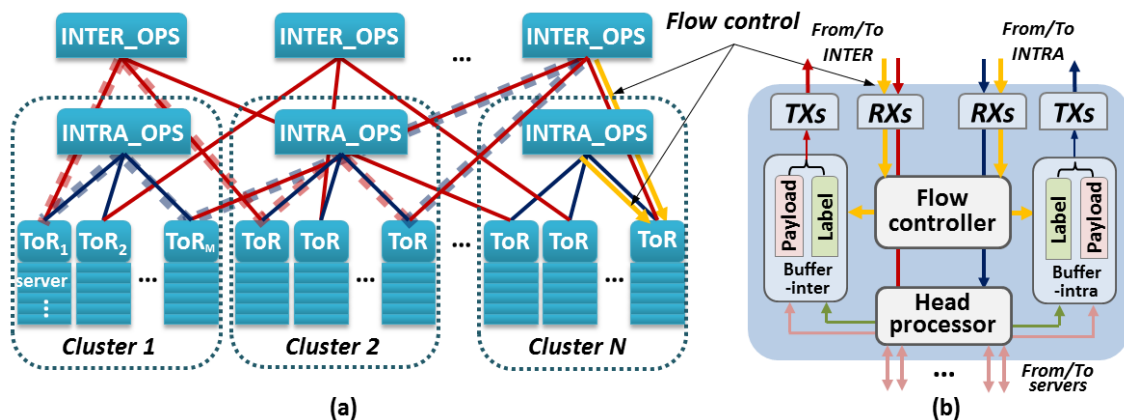 INTER_OPS INTER_OPS ... INTER_OPS
Flow control
INTRA_OPS INTRA_OPS INTRA_OPS
ToR1 ToR2 ToRM ToR ToR ToR ... ToR ToR ToR
server
... ... ... ...
Cluster 1 Cluster 2 Cluster N
(a)
From/To
INTER
From/To
INTRA
TXs RXs RXs TXs
Payload
Label
Buffer
-inter
Flow
controller
Label
Payload
Buffer
-intra
Head
processor
...
From/To
servers
(b)